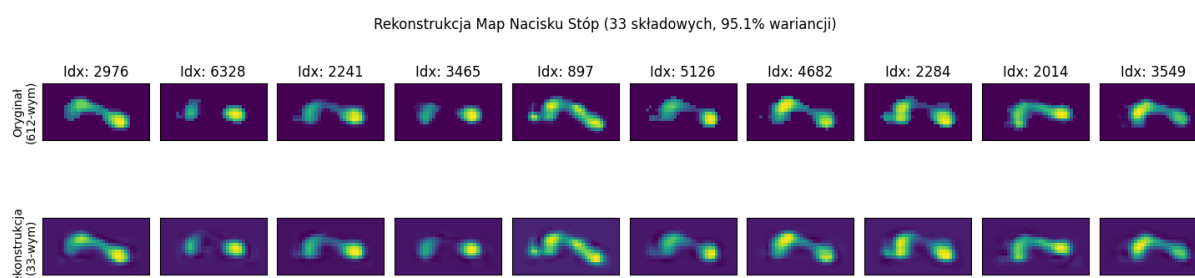 Rekonstrukcja Map Nacisku Stóp (33 składowych, 95.1% wariancji)
Idx: 2976 Idx: 6328 Idx: 2241 Idx: 3465 Idx: 897 Idx: 5126 Idx: 4682 Idx: 2284 Idx: 2014 Idx: 3549
Oryginał
(612-wym)
ekonstrukcja
(33-wym)